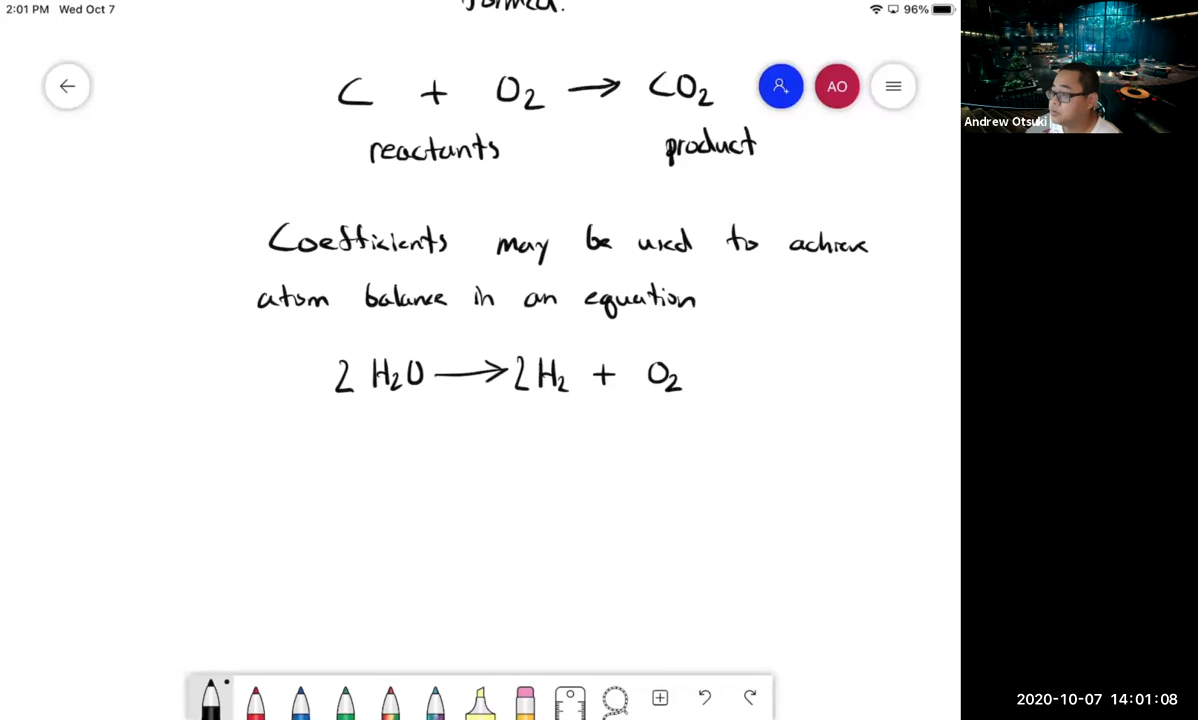 2:01 PM Wed Oct 7
96%
formed.
C + O2 → CO2
AO
reactants product
Coefficients may be used to achieve
atom balance in an equation
2 H2O → 2 H2 + O2
Andrew Otsuki
2020-10-07 14:01:08